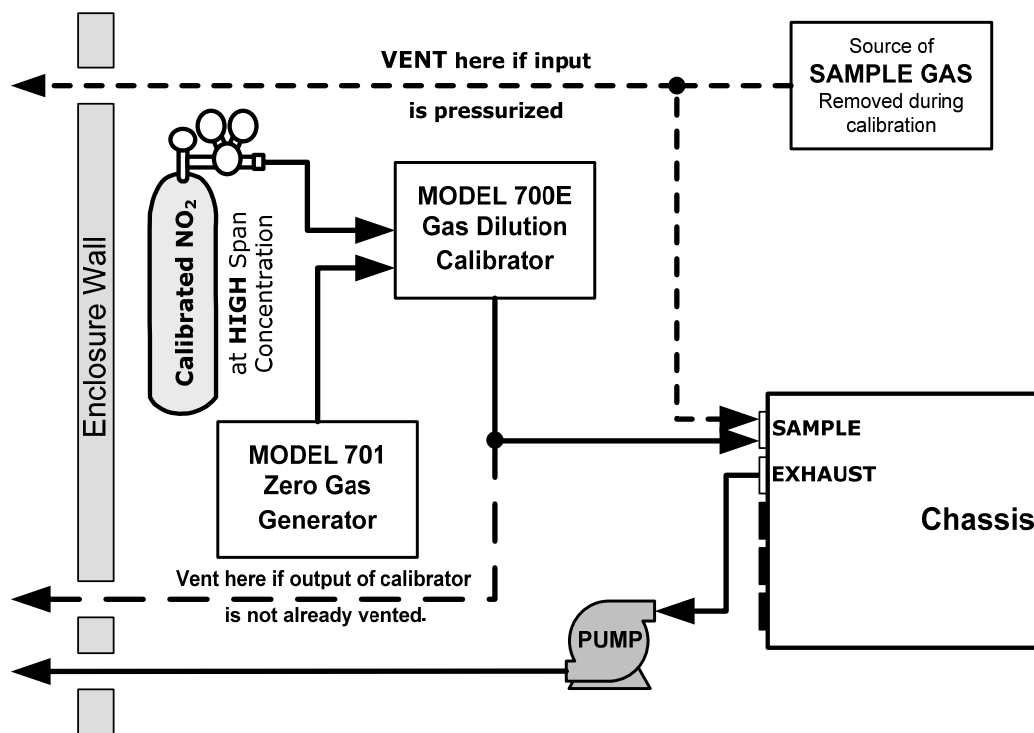 VENT here if input
is pressurized
Source of
SAMPLE GAS
Removed during
calibration
Enclosure Wall
Calibrated NO2
at HIGH Span
Concentration
MODEL 700E
Gas Dilution
Calibrator
MODEL 701
Zero Gas
Generator
SAMPLE
EXHAUST
Chassis
Vent here if output of calibrator
is not already vented.
PUMP